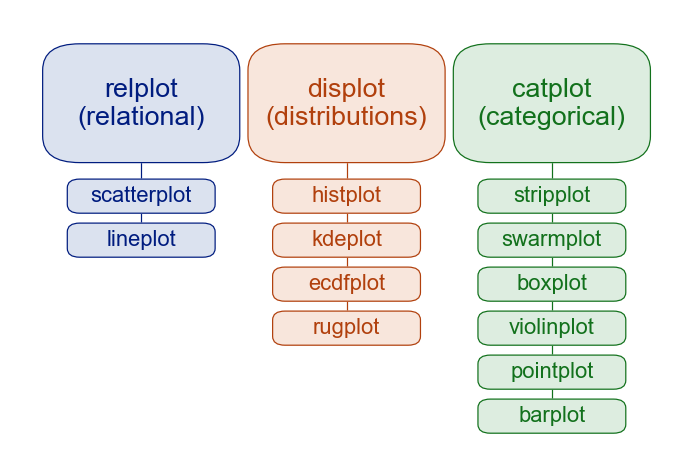 relplot
(relational)
scatterplot
lineplot
displot
(distributions)
histplot
kdeplot
ecdfplot
rugplot
catplot
(categorical)
stripplot
swarmplot
boxplot
violinplot
pointplot
barplot